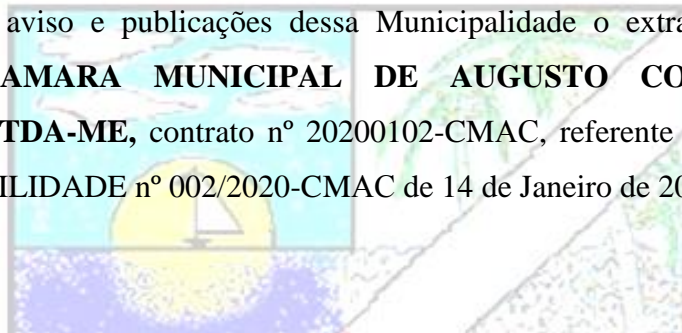 aviso e publicações dessa Municipalidade o extra
AMARA MUNICIPAL DE AUGUSTO CO
TDA-ME, contrato nº 20200102-CMAC, referente
ILIDADE nº 002/2020-CMAC de 14 de Janeiro de 20